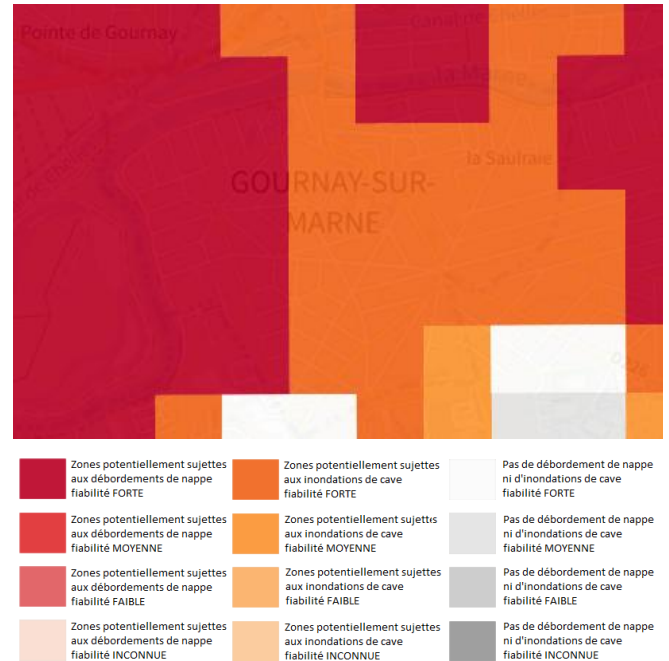 Pointe de Gournay
Canal de Chelles
la Marne
la Saufraie
GOURNAY-SUR-
MARNE
Zones potentiellement sujettes
aux débordements de nappe
fiabilité FORTE
Zones potentiellement sujettes
aux inondations de cave
fiabilité FORTE
Pas de débordement de nappe
ni d'inondations de cave
fiabilité FORTE
Zones potentiellement sujettes
aux débordements de nappe
fiabilité MOYENNE
Zones potentiellement sujettis
aux inondations de cave
fiabilité MOYENNE
Pas de débordement de nappe
ni d'inondations de cave
fiabilité MOYENNE
Zones potentiellement sujettes
aux débordements de nappe
fiabilité FAIBLE
Zones potentiellement sujettes
aux inondations de cave
fiabilité FAIBLE
Pas de débordement de nappe
ni d'inondations de cave
fiabilité FAIBLE
Zones potentiellement sujettes
aux débordements de nappe
fiabilité INCONNUE
Zones potentiellement sujettes
aux inondations de cave
fiabilité INCONNUE
Pas de débordement de nappe
ni d'inondations de cave
fiabilité INCONNUE